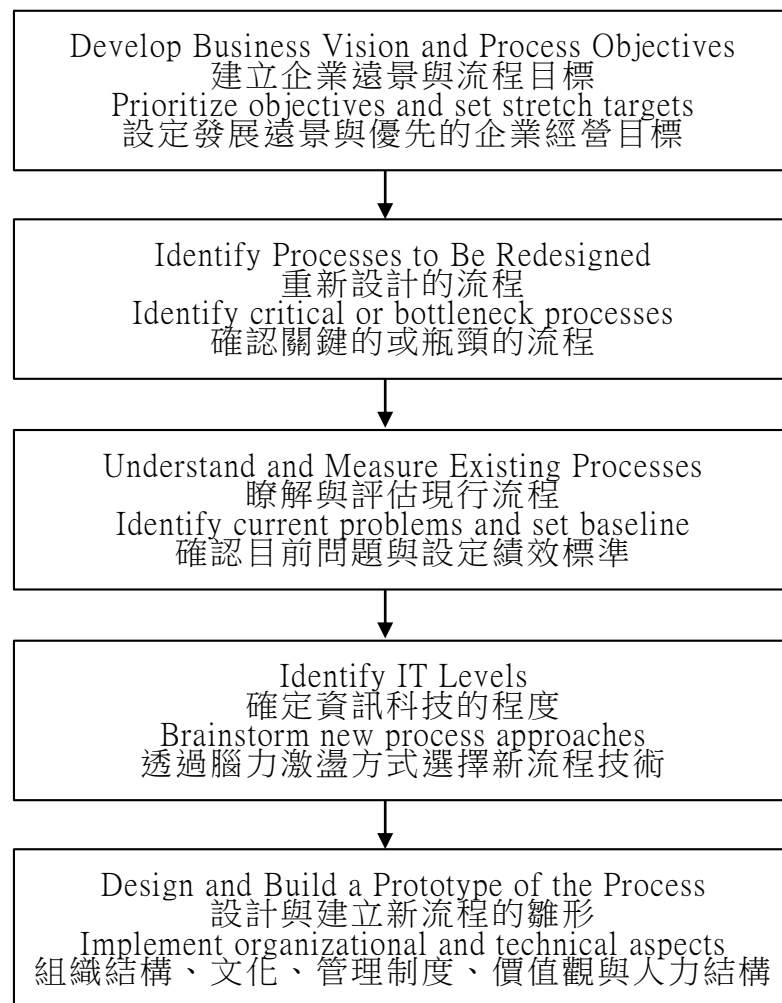 Develop Business Vision and Process Objectives
建立企業遠景與流程目標
Prioritize objectives and set stretch targets
設定發展遠景與優先的企業經營目標
Identify Processes to Be Redesigned
重新設計的流程
Identify critical or bottleneck processes
確認關鍵的或瓶頸的流程
Understand and Measure Existing Processes
瞭解與評估現行流程
Identify current problems and set baseline
確認目前問題與設定績效標準
Identify IT Levels
確定資訊科技的程度
Brainstorm new process approaches
透過腦力激盪方式選擇新流程技術
Design and Build a Prototype of the Process
設計與建立新流程的雛形
Implement organizational and technical aspects
組織結構、文化、管理制度、價值觀與人力結構